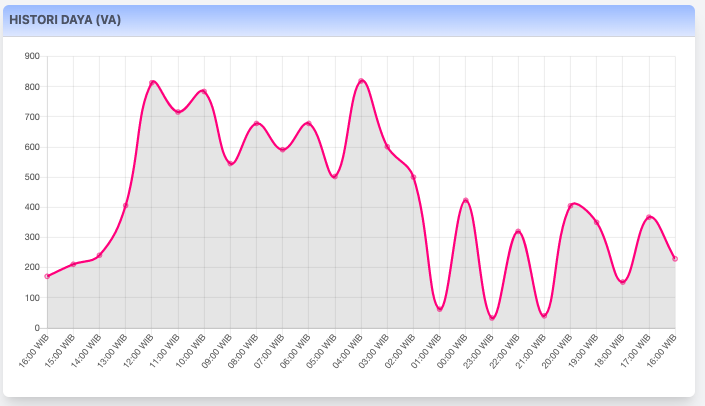 HISTORI DAYA (VA)
900
800
700
600
500
400
300
200
100
0
16:00 WIB
15:00 WIB
14:00 WIB
13:00 WIB
12:00 WIB
11:00 WIB
10:00 WIB
09:00 WIB
08:00 WIB
07:00 WIB
06:00 WIB
05:00 WIB
04:00 WIB
03:00 WIB
02:00 WIB
01:00 WIB
00:00 WIB
23:00 WIB
22:00 WIB
21:00 WIB
20:00 WIB
19:00 WIB
18:00 WIB
17:00 WIB
16:00 WIB